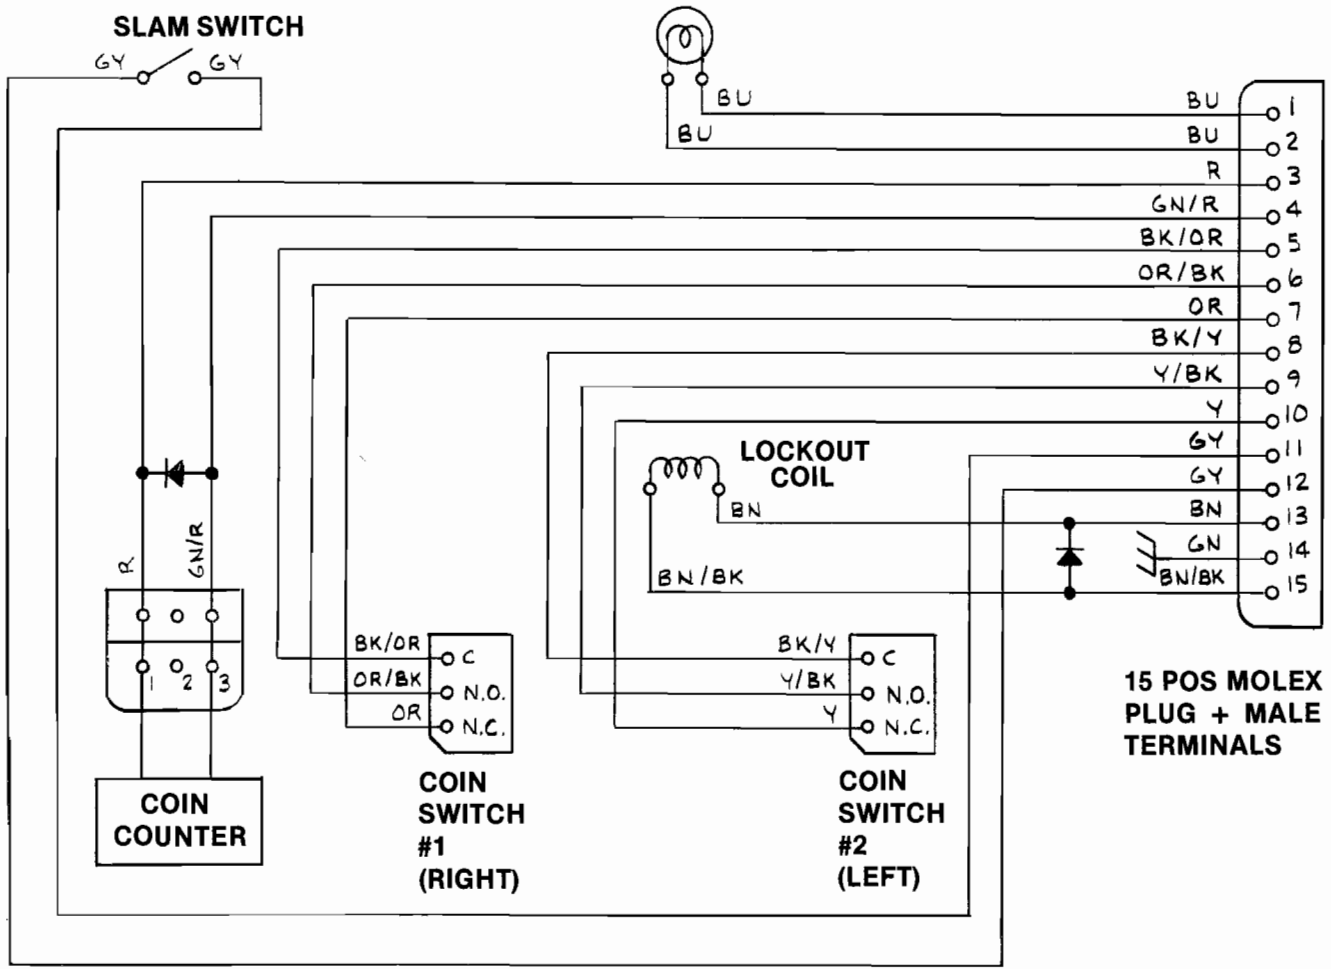 SLAM SWITCH
GY
GY
BU
BU
BU 1
BU 2
R 3
GN/R 4
BK/OR 5
OR/BK 6
OR 7
BK/Y 8
Y/BK 9
Y 10
GY 11
GY 12
BN 13
GN 14
BN/BK 15
LOCKOUT
COIL
BN
BN/BK
R
GN/R
1 2 3
COIN
COUNTER
BK/OR C
OR/BK N.O.
OR N.C.
COIN
SWITCH
#1
(RIGHT)
BK/Y C
Y/BK N.O.
Y N.C.
COIN
SWITCH
#2
(LEFT)
15 POS MOLEX
PLUG + MALE
TERMINALS